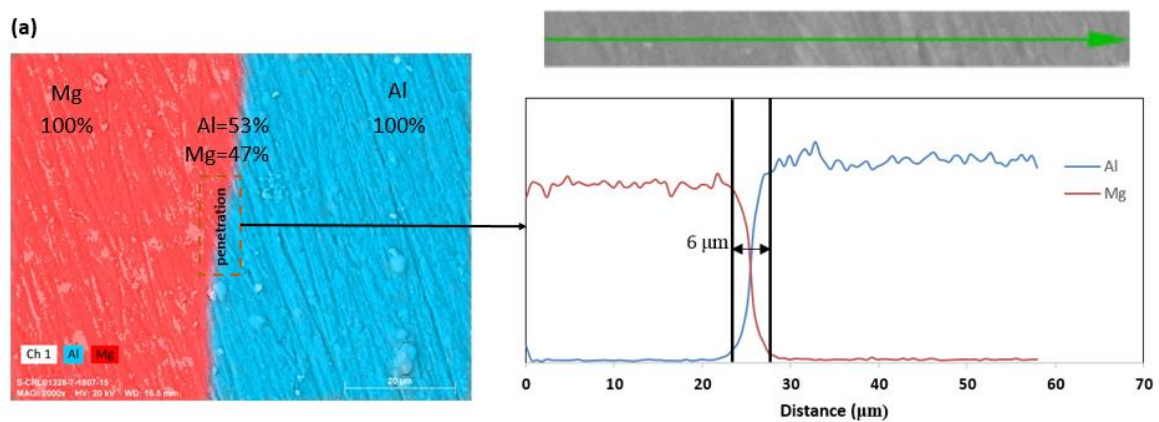 (a)
Mg
100%
Al
100%
Al=53%
Mg=47%
penetration
Ch 1 Al Mg
S-CRL01328-7-1807-15
MAG: 2000x HV: 20 kV WD: 16.5 mm
20 µm
Al
Mg
6 µm
0 10 20 30 40 50 60 70
Distance (µm)